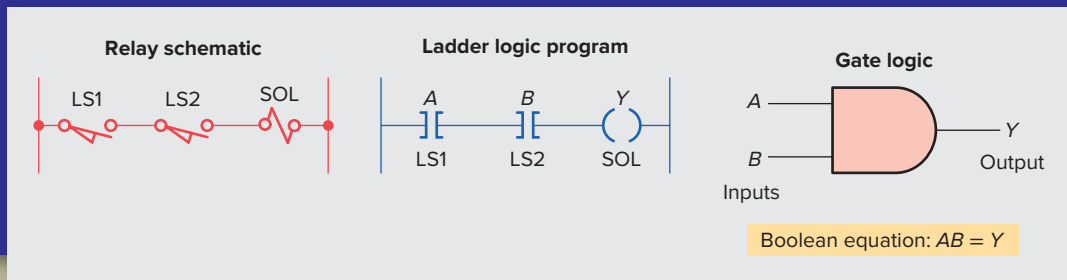 Relay schematic
LS1 LS2 SOL
Ladder logic program
A B Y
LS1 LS2 SOL
Gate logic
A
B
Inputs
Y
Output
Boolean equation: AB = Y